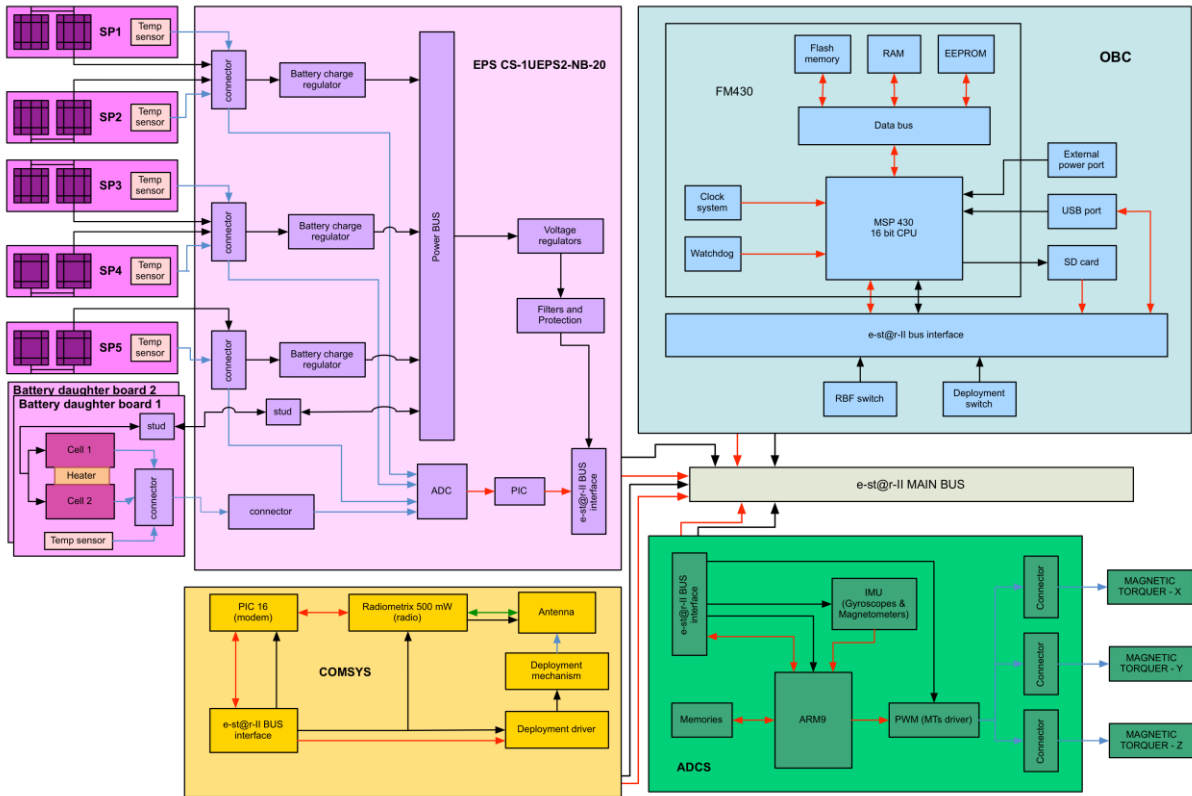 SP1
Temp
sensor
SP2
Temp
sensor
SP3
Temp
sensor
SP4
Temp
sensor
SP5
Temp
sensor
Battery daughter board 2
Battery daughter board 1
stud
Cell 1
Heater
Cell 2
connector
Temp sensor
EPS CS-1UEPS2-NB-20
connector
Battery charge
regulator
connector
Battery charge
regulator
connector
Battery charge
regulator
stud
connector
Power BUS
Voltage
regulators
Filters and
Protection
ADC
PIC
e-st@r-II BUS
interface
OBC
FM430
Flash
memory
RAM
EEPROM
Data bus
Clock
system
Watchdog
MSP 430
16 bit CPU
External
power port
USB port
SD card
e-st@r-II bus interface
RBF switch
Deployment
switch
e-st@r-II MAIN BUS
PIC 16
(modem)
Radiometrix 500 mW
(radio)
Antenna
COMSYS
Deployment
mechanism
e-st@r-II BUS
interface
Deployment driver
e-st@r-II BUS
interface
IMU
(Gyroscopes &
Magnetometers)
Memories
ARM9
PWM (MTs driver)
ADCS
Connector
Connector
Connector
MAGNETIC
TORQUER - X
MAGNETIC
TORQUER - Y
MAGNETIC
TORQUER - Z